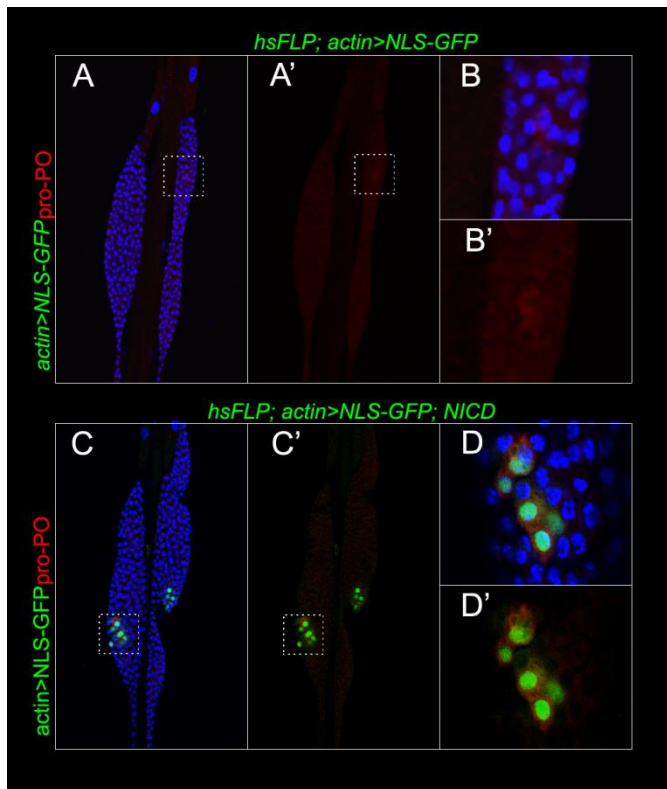 hsFLP; actin>NLS-GFP
A
A'
B
B'
actin>NLS-GFPpro-PO
hsFLP; actin>NLS-GFP; NICD
C
C'
D
D'
actin>NLS-GFPpro-PO